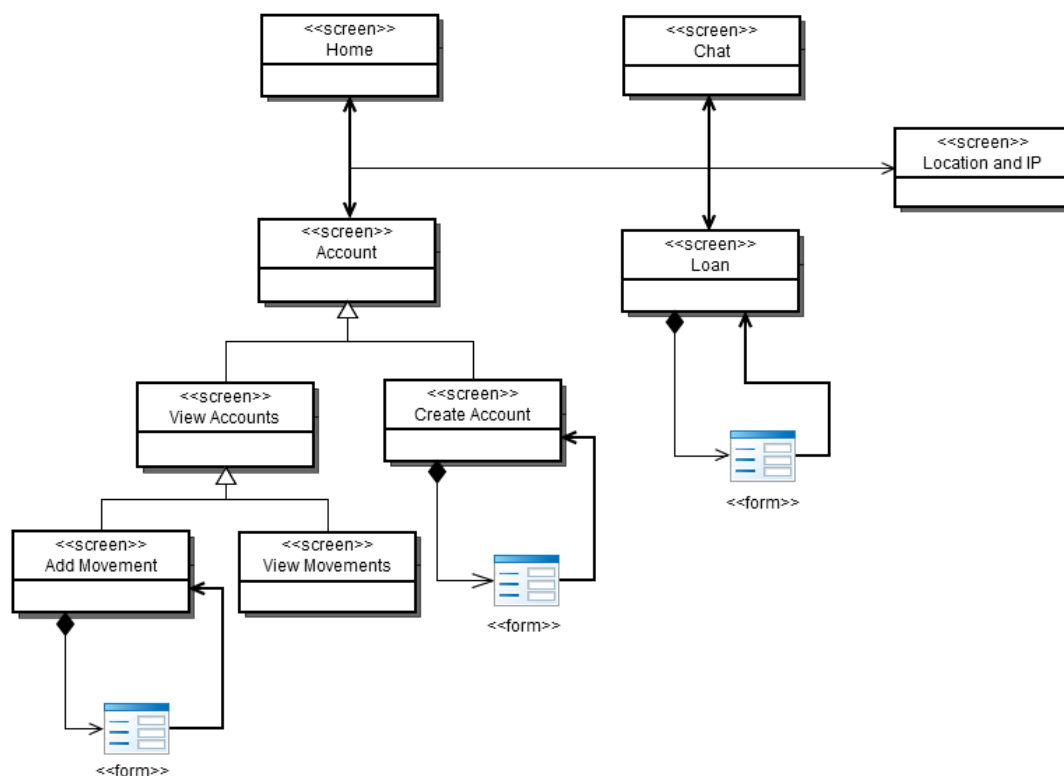 <<screen>>
Home
<<screen>>
Chat
<<screen>>
Location and IP
<<screen>>
Account
<<screen>>
Loan
<<screen>>
View Accounts
<<screen>>
Create Account
<<form>>
<<screen>>
Add Movement
<<screen>>
View Movements
<<form>>
<<form>>